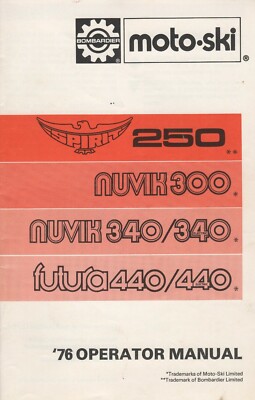 BOMBARDIER ® moto·ski ®
SPIRIT 250 **
nuvik 300 *
nuvik 340/340 *
futura 440/440 *
'76 OPERATOR MANUAL
*Trademarks of Moto-Ski Limited
**Trademark of Bombardier Limited